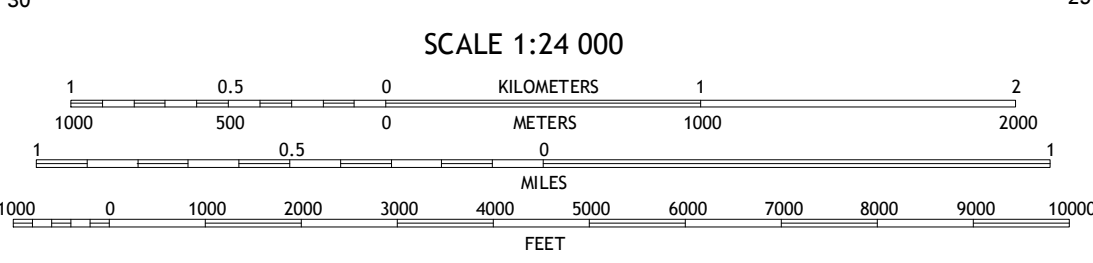 30
SCALE 1:24 000
1 0.5 0 KILOMETERS 1 2
1000 500 0 METERS 1000 2000
1 0.5 0 1
MILES
1000 0 1000 2000 3000 4000 5000 6000 7000 8000 9000 10000
FEET